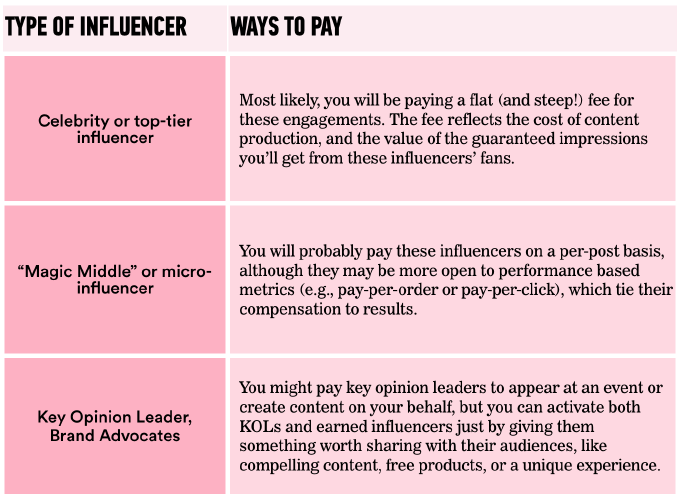 TYPE OF INFLUENCER
WAYS TO PAY
Celebrity or top-tier
influencer
Most likely, you will be paying a flat (and steep!) fee for
these engagements. The fee reflects the cost of content
production, and the value of the guaranteed impressions
you’ll get from these influencers’ fans.
“Magic Middle” or micro-
influencer
You will probably pay these influencers on a per-post basis,
although they may be more open to performance based
metrics (e.g., pay-per-order or pay-per-click), which tie their
compensation to results.
Key Opinion Leader,
Brand Advocates
You might pay key opinion leaders to appear at an event or
create content on your behalf, but you can activate both
KOLs and earned influencers just by giving them
something worth sharing with their audiences, like
compelling content, free products, or a unique experience.